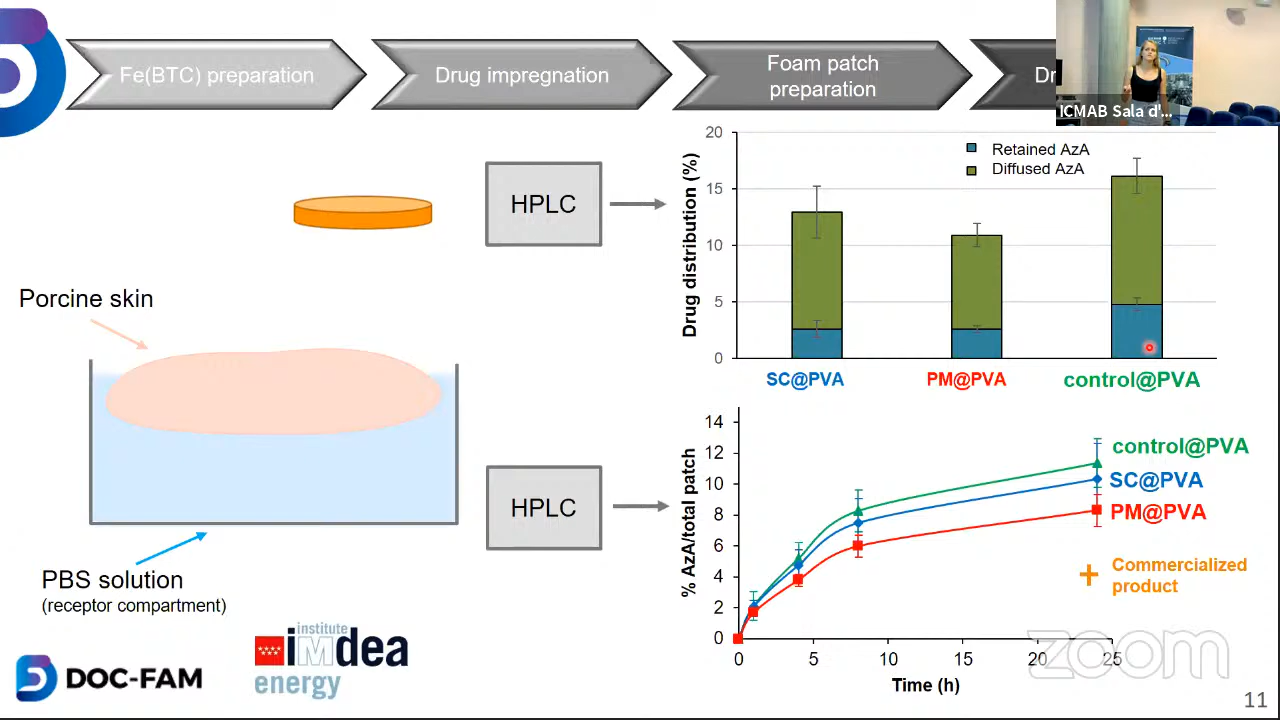 Fe(BTC) preparation
Drug impregnation
Foam patch
preparation
Dr
ICMAB Sala d'...
HPLC
Porcine skin
HPLC
PBS solution
(receptor compartment)
Drug distribution (%)
20
15
10
5
0
Retained AzA
Diffused AzA
SC@PVA
PM@PVA
control@PVA
% AzA/total patch
14
12
10
8
6
4
2
0
control@PVA
SC@PVA
PM@PVA
+ Commercialized
product
0
5
10
15
20
25
Time (h)
zoom
DOC-FAM
institute
imdea
energy
11